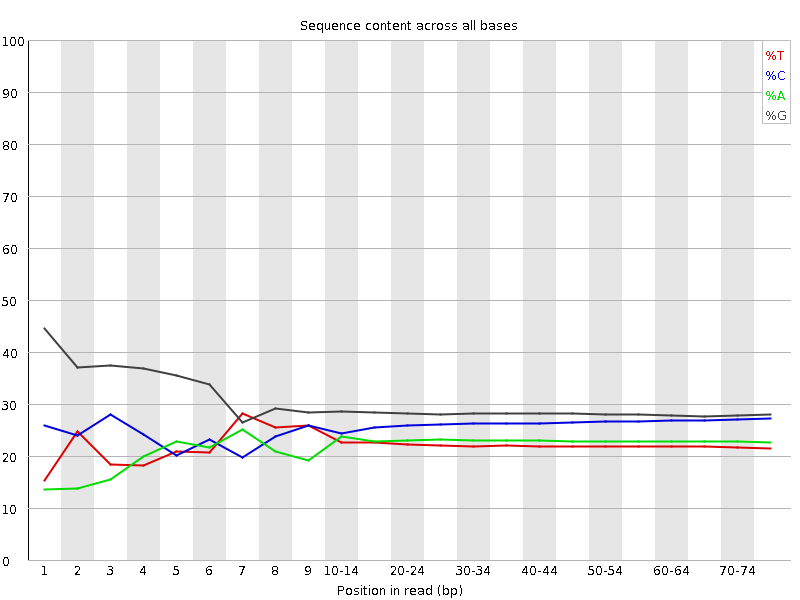 Sequence content across all bases
100
90
80
70
60
50
40
30
20
10
0
%T
%C
%A
%G
1 2 3 4 5 6 7 8 9 10-14 20-24 30-34 40-44 50-54 60-64 70-74
Position in read (bp)